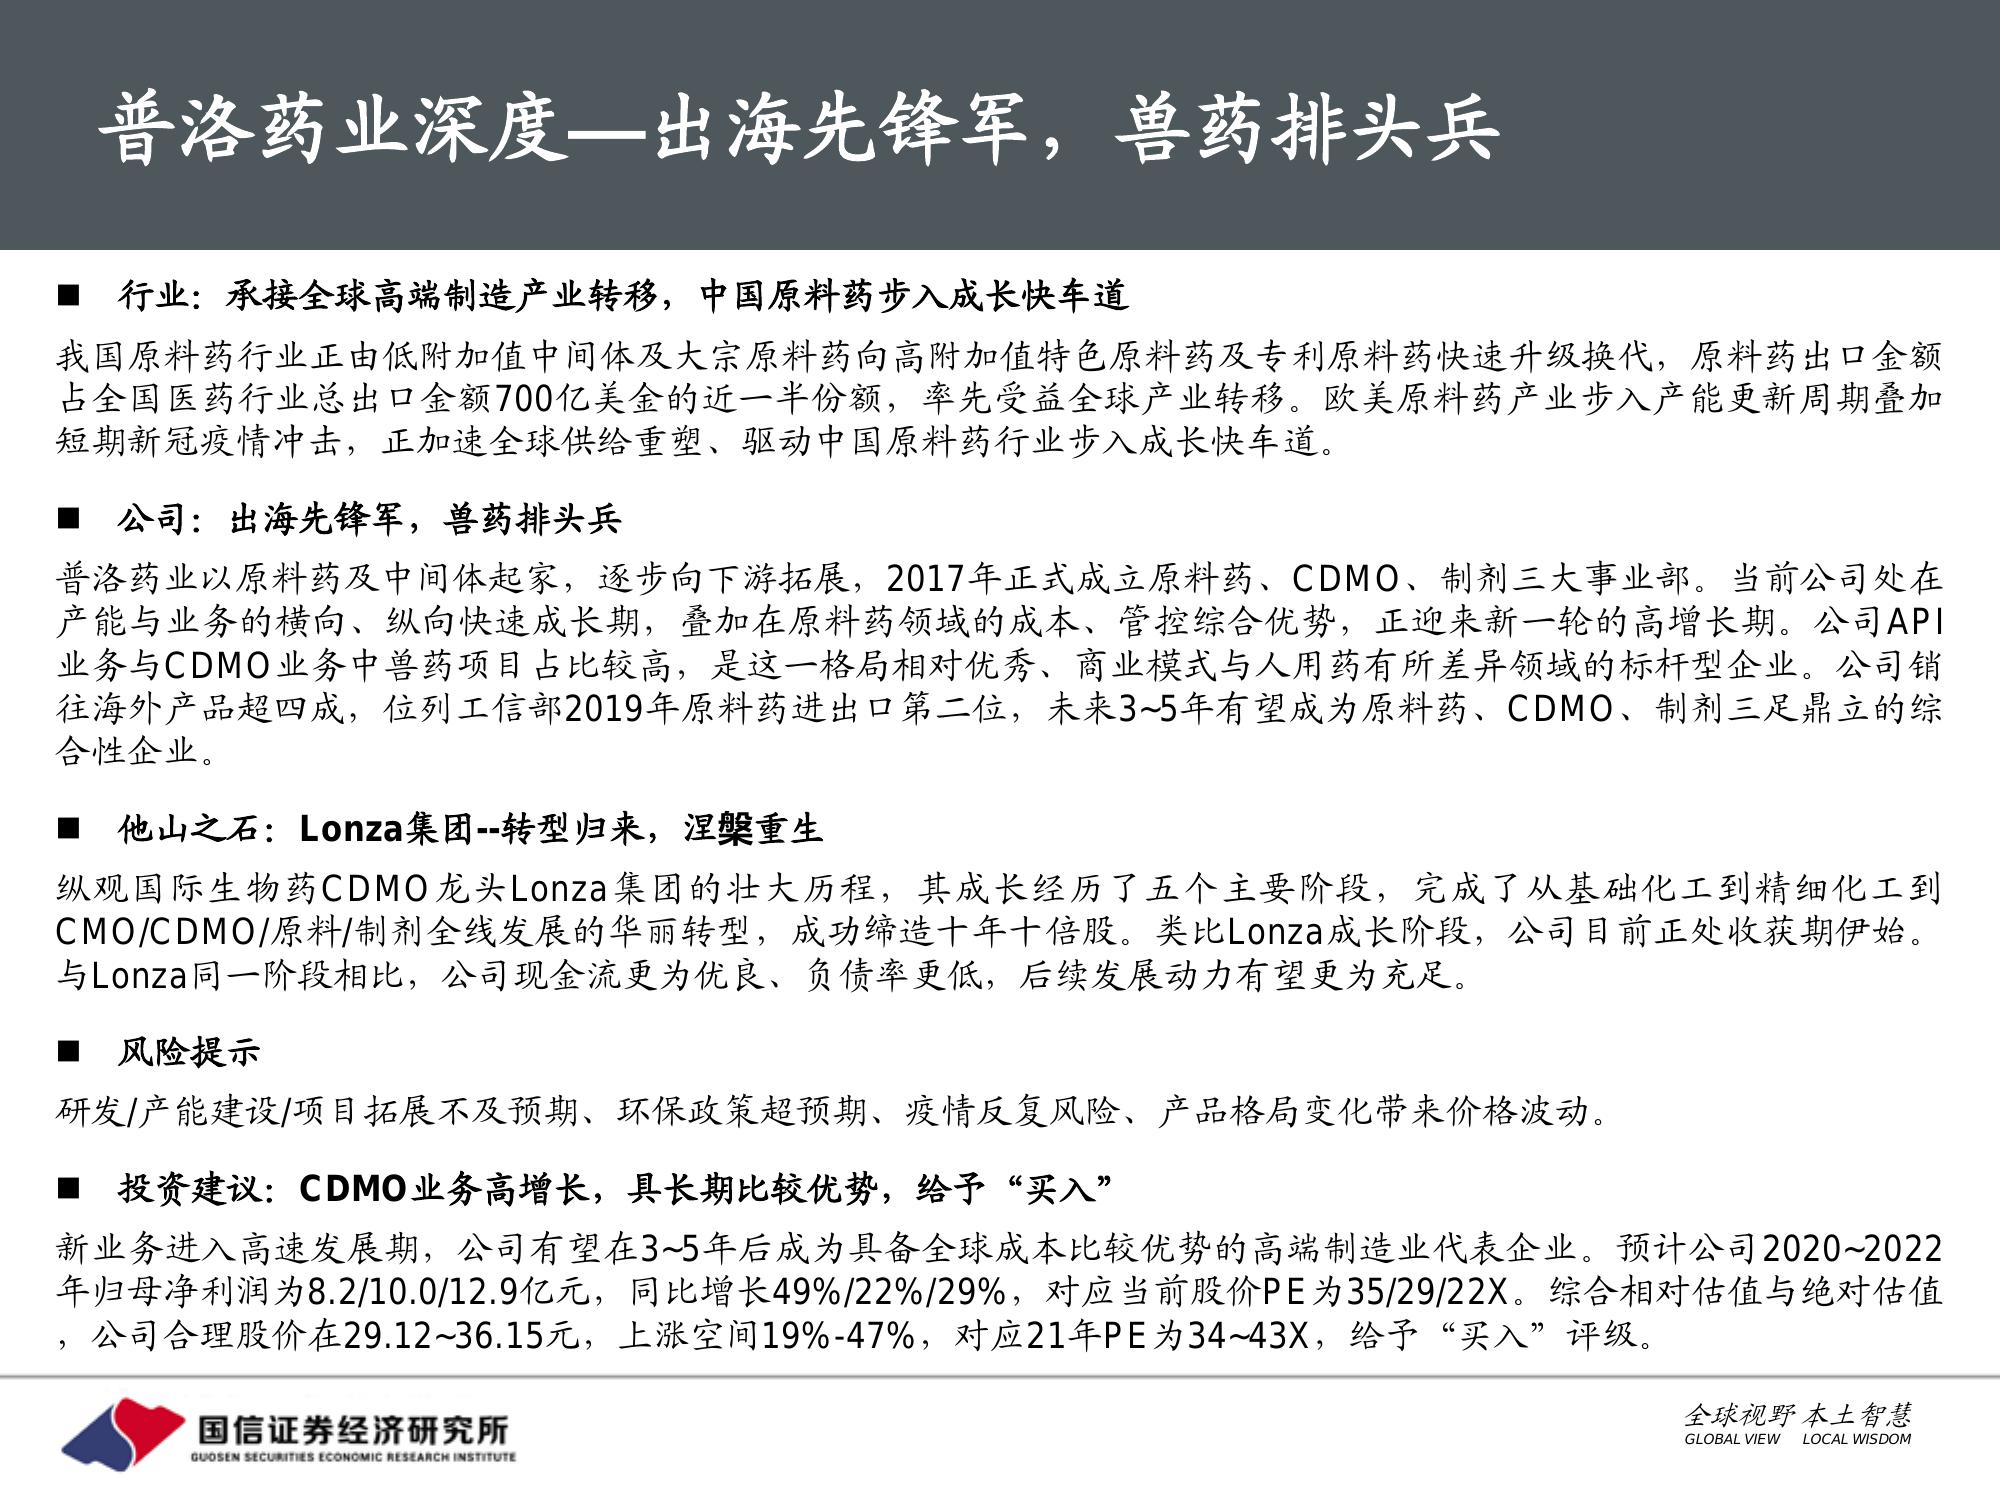 普洛药业深度—出海先锋军，兽药排头兵
■ 行业：承接全球高端制造产业转移，中国原料药步入成长快车道
我国原料药行业正由低附加值中间体及大宗原料药向高附加值特色原料药及专利原料药快速升级换代，原料药出口金额
占全国医药行业总出口金额700亿美金的近一半份额，率先受益全球产业转移。欧美原料药产业步入产能更新周期叠加
短期新冠疫情冲击，正加速全球供给重塑、驱动中国原料药行业步入成长快车道。
■ 公司：出海先锋军，兽药排头兵
普洛药业以原料药及中间体起家，逐步向下游拓展，2017年正式成立原料药、CDMO、制剂三大事业部。当前公司处在
产能与业务的横向、纵向快速成长期，叠加在原料药领域的成本、管控综合优势，正迎来新一轮的高增长期。公司API
业务与CDMO业务中兽药项目占比较高，是这一格局相对优秀、商业模式与人用药有所差异领域的标杆型企业。公司销
往海外产品超四成，位列工信部2019年原料药进出口第二位，未来3~5年有望成为原料药、CDMO、制剂三足鼎立的综
合性企业。
■ 他山之石：Lonza集团--转型归来，涅槃重生
纵观国际生物药CDMO龙头Lonza集团的壮大历程，其成长经历了五个主要阶段，完成了从基础化工到精细化工到
CMO/CDMO/原料/制剂全线发展的华丽转型，成功缔造十年十倍股。类比Lonza成长阶段，公司目前正处收获期伊始。
与Lonza同一阶段相比，公司现金流更为优良、负债率更低，后续发展动力有望更为充足。
■ 风险提示
研发/产能建设/项目拓展不及预期、环保政策超预期、疫情反复风险、产品格局变化带来价格波动。
■ 投资建议：CDMO业务高增长，具长期比较优势，给予“买入”
新业务进入高速发展期，公司有望在3~5年后成为具备全球成本比较优势的高端制造业代表企业。预计公司2020~2022
年归母净利润为8.2/10.0/12.9亿元，同比增长49%/22%/29%，对应当前股价PE为35/29/22X。综合相对估值与绝对估值
，公司合理股价在29.12~36.15元，上涨空间19%-47%，对应21年PE为34~43X，给予“买入”评级。
国信证券经济研究所
GUOSEN SECURITIES ECONOMIC RESEARCH INSTITUTE
全球视野 本土智慧
GLOBAL VIEW LOCAL WISDOM